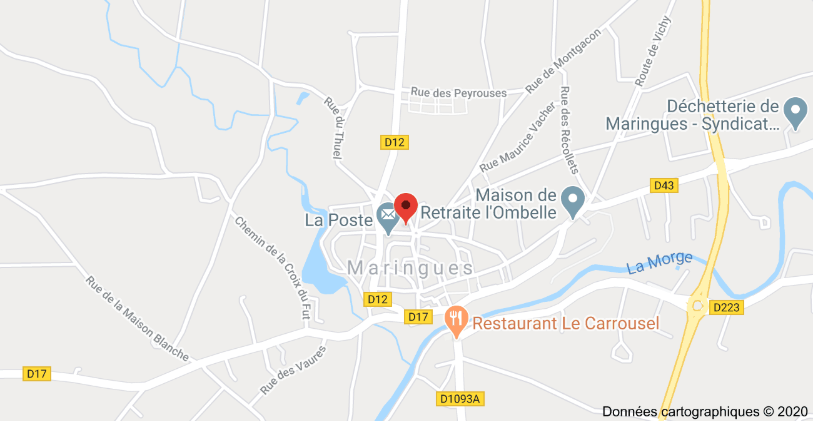 Rue de Montgacon
Route de Vichy
Rue des Peyrouses
Rue du Thuel
Déchetterie de
Maringues - Syndicat...
Rue Maurice Vacher
Rue des Récollets
D12
D43
Maison de
Retraite l'Ombelle
La Poste
Chemin de la Croix du Fut
La Morge
Maringues
Rue de la Maison Blanche
D12
D17
D223
Restaurant Le Carrousel
Rue des Vaures
D17
D1093A
Données cartographiques © 2020